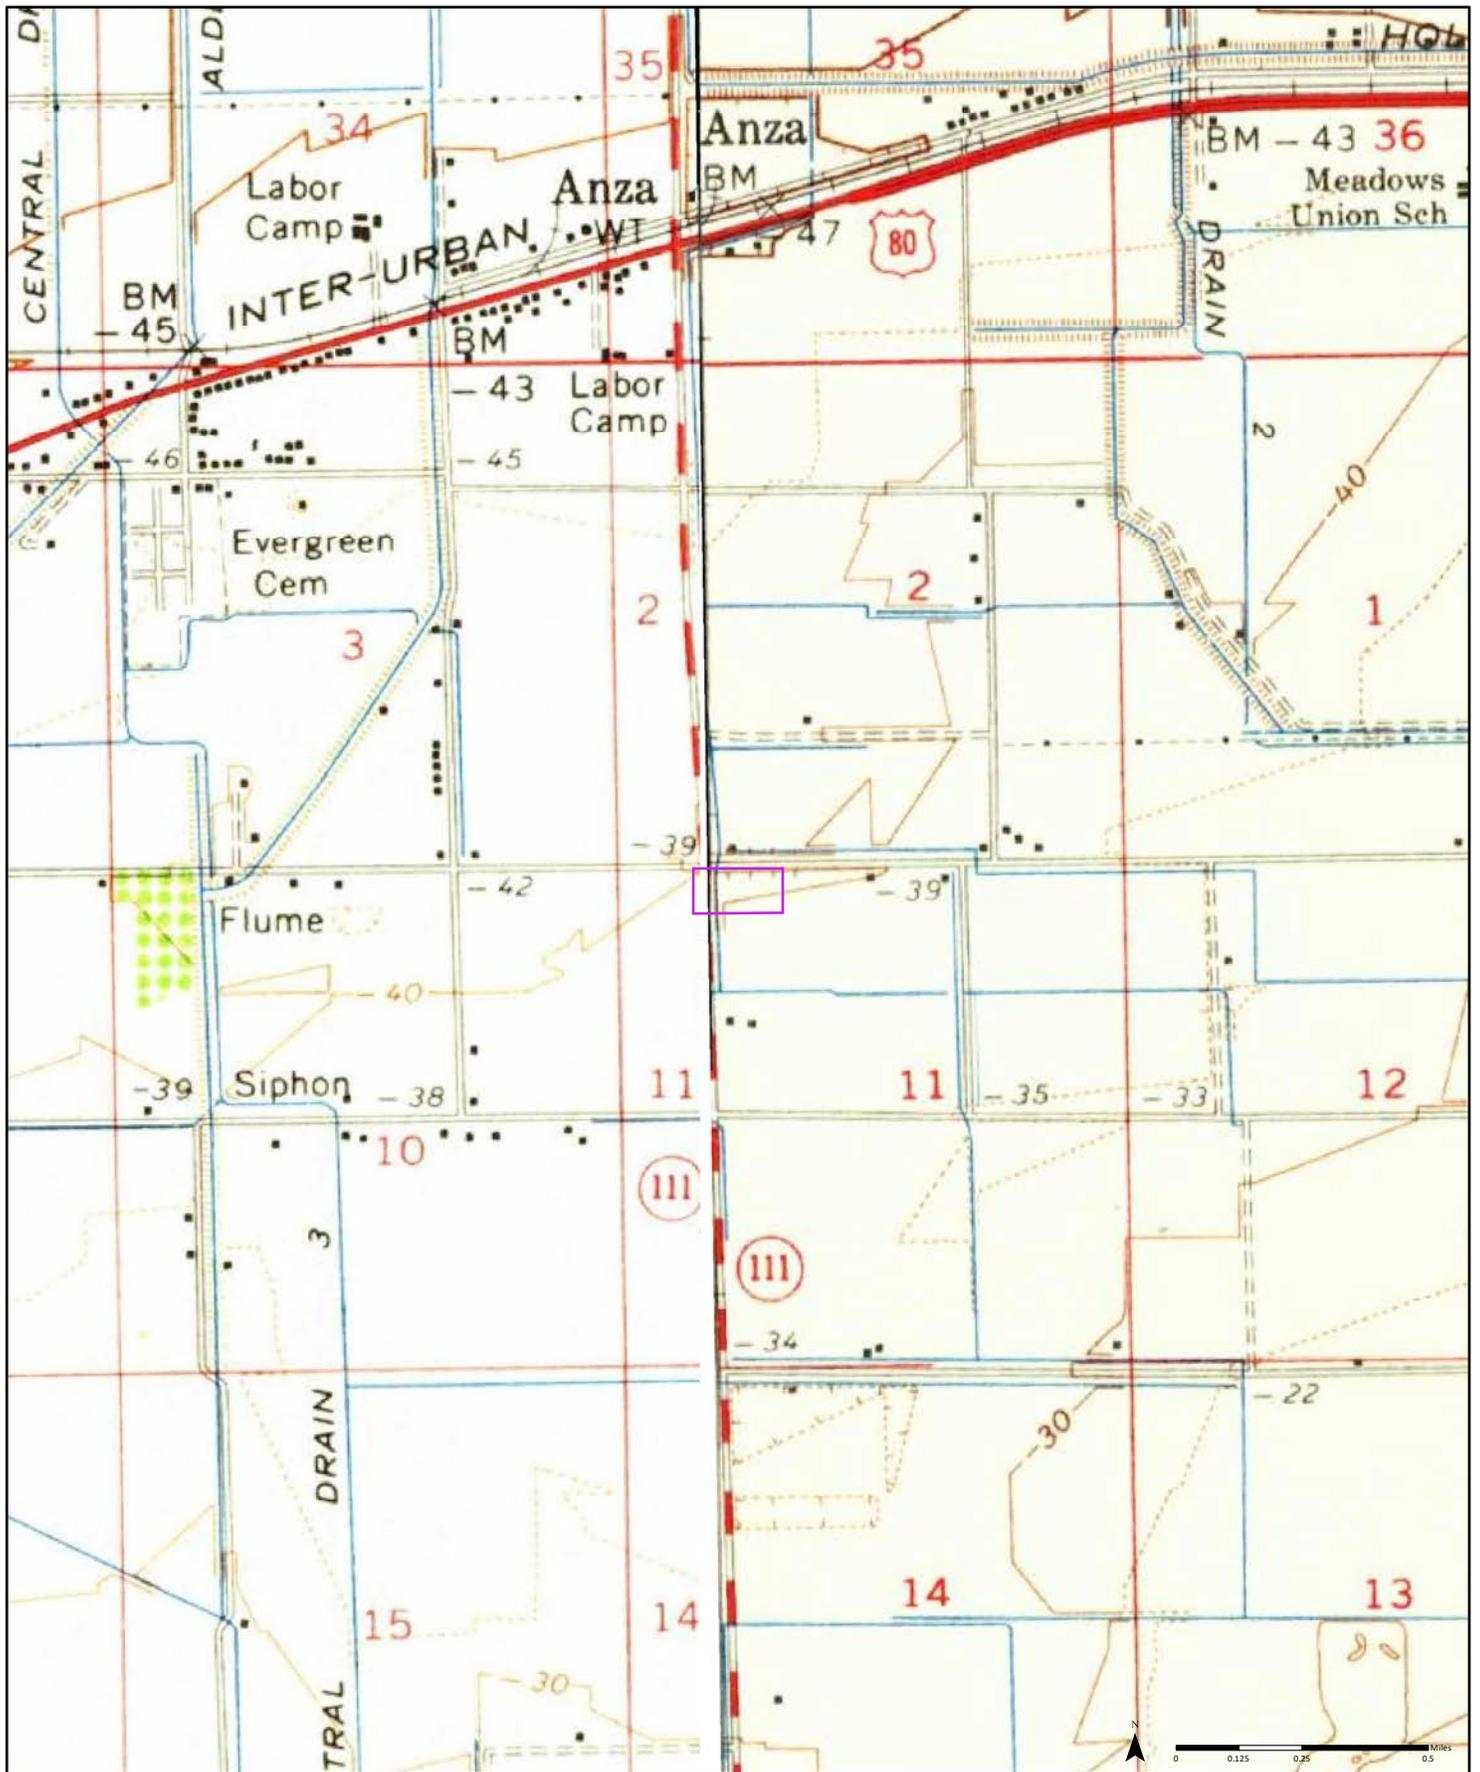 35
35
HOL
34
ALD
Anza
BM
BM – 43
36
CENTRAL
DR
Labor
Camp
Anza
WT
47
80
Meadows
Union Sch
INTER-URBAN
DRAIN
BM
– 45
BM
– 43
Labor
Camp
2
– 46
– 45
– 40
Evergreen
Cem
2
2
1
3
– 39
– 42
– 39
Flume
– 40
– 39
Siphon
– 38
11
11
– 35
– 33
12
10
111
3
111
– 34
– 22
DRAIN
– 30
15
14
14
13
– 30
TRAL
N
Miles
0
0.125
0.25
0.5